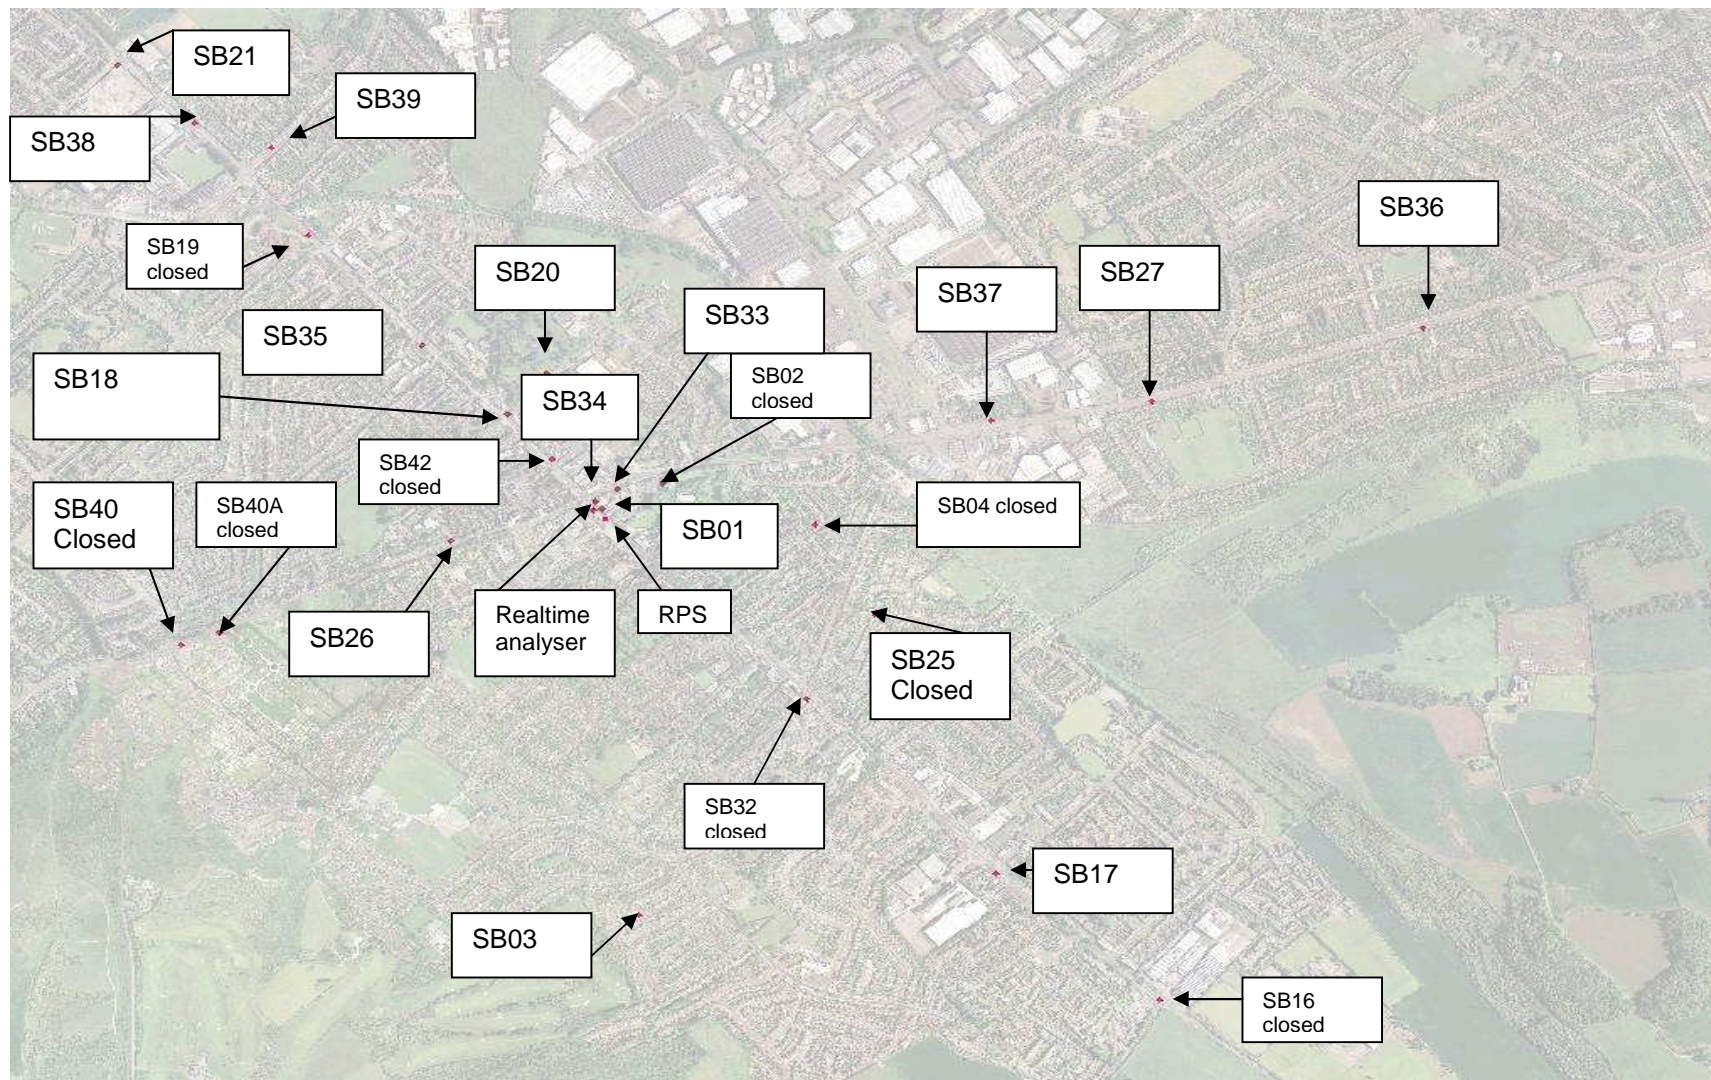 SB21
SB39
SB38
SB36
SB19
closed
SB20
SB37
SB27
SB33
SB35
SB18
SB02
closed
SB34
SB42
closed
SB40
Closed
SB40A
closed
SB01
SB04 closed
SB26
Realtime
analyser
RPS
SB25
Closed
SB32
closed
SB17
SB03
SB16
closed